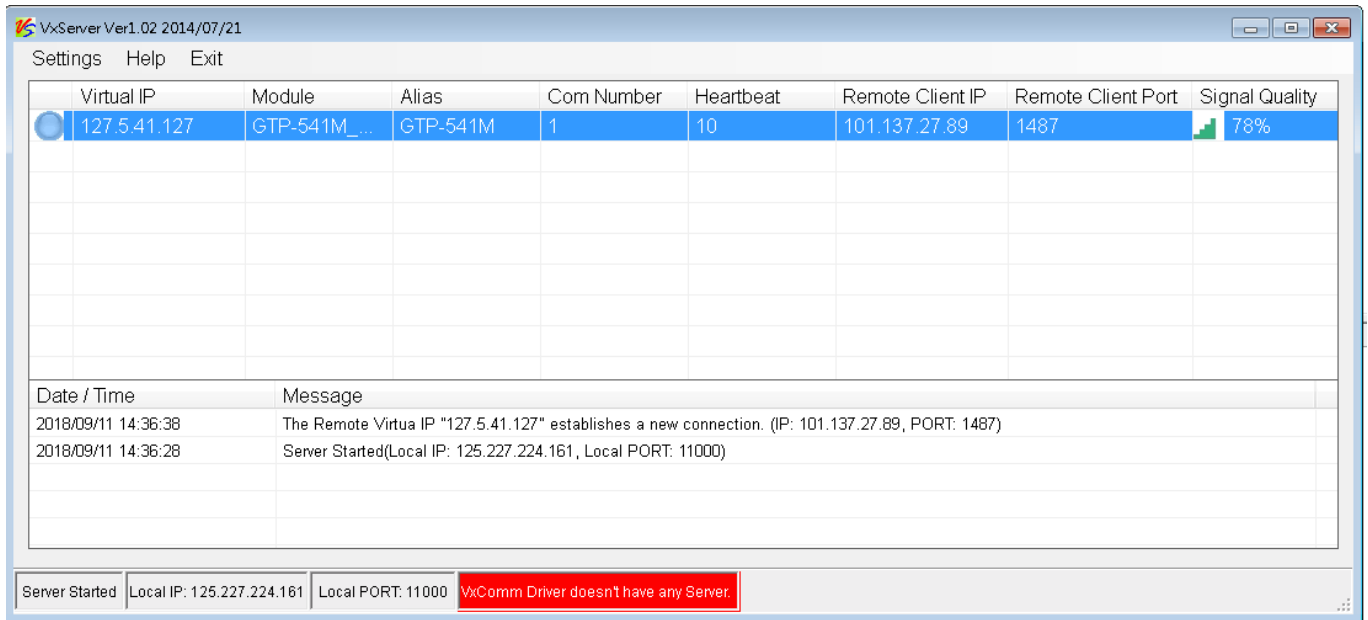 VxServer Ver1.02 2014/07/21
Settings Help Exit
Virtual IP Module Alias Com Number Heartbeat Remote Client IP Remote Client Port Signal Quality
127.5.41.127 GTP-541M_... GTP-541M 1 10 101.137.27.89 1487 78%
Date / Time Message
2018/09/11 14:36:38 The Remote Virtua IP "127.5.41.127" establishes a new connection. (IP: 101.137.27.89, PORT: 1487)
2018/09/11 14:36:28 Server Started(Local IP: 125.227.224.161, Local PORT: 11000)
Server Started Local IP: 125.227.224.161 Local PORT: 11000 VxComm Driver doesn't have any Server.